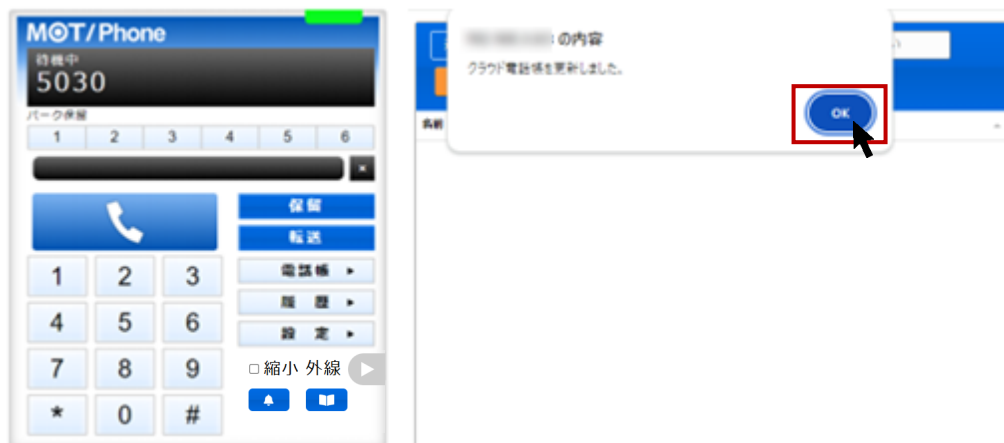 MOT/Phone
待機中
5030
パーク保留
1 2 3 4 5 6
×
保留
転送
1 2 3
電話帳 ▶
履 歴 ▶
4 5 6
設 定 ▶
7 8 9
□縮小 外線
* 0 #
の内容
クラウド電話帳を更新しました。
OK
名前